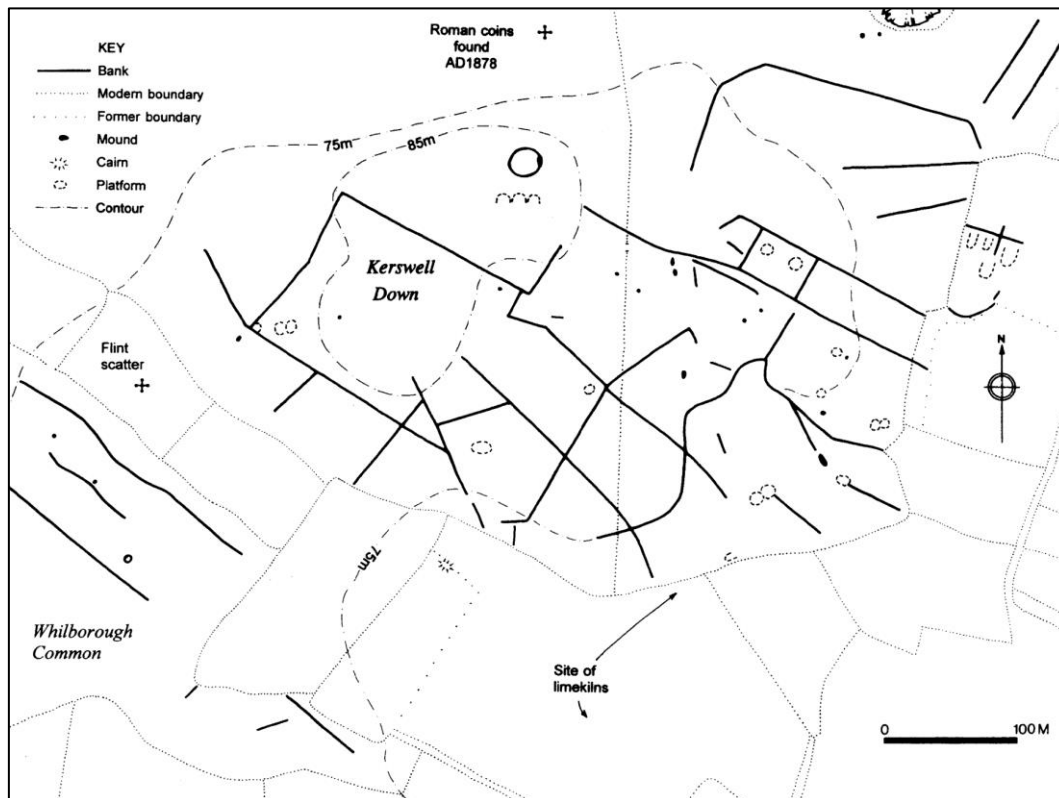 Roman coins
found
AD1878
KEY
Bank
Modern boundary
Former boundary
Mound
Cairn
Platform
Contour
75m
85m
Kerswell
Down
Flint
scatter
N
75m
Whilborough
Common
Site of
limekilns
0 100M